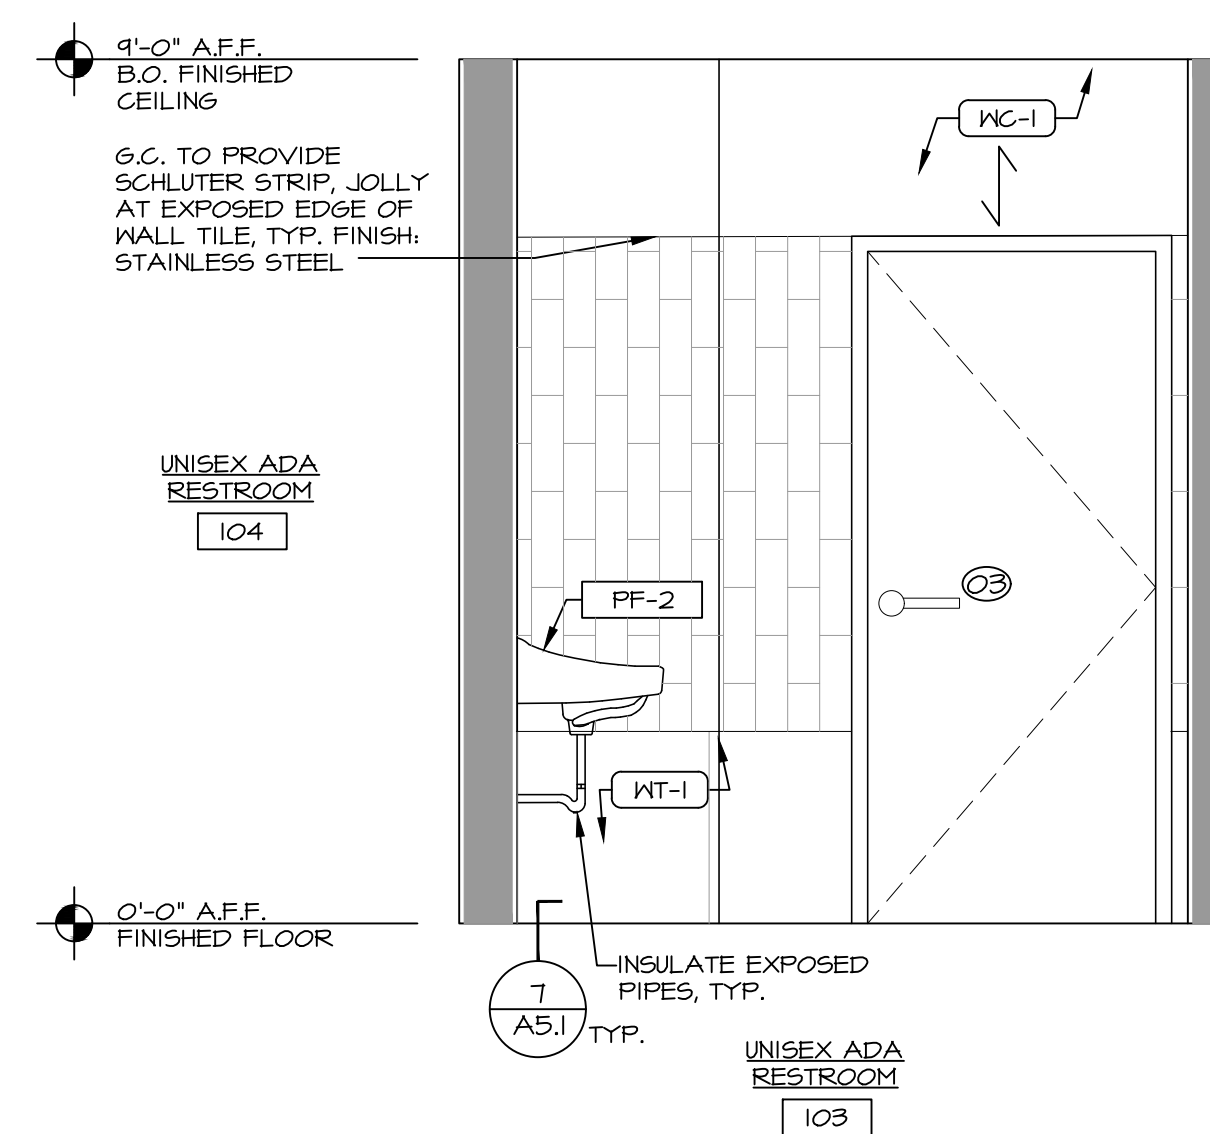 9'-0" A.F.F.
B.O. FINISHED
CEILING
WC-1
G.C. TO PROVIDE
SCHLUTER STRIP, JOLLY
AT EXPOSED EDGE OF
WALL TILE, TYP. FINISH:
STAINLESS STEEL
UNISEX ADA
RESTROOM
104
03
PF-2
WT-1
0'-0" A.F.F.
FINISHED FLOOR
INSULATE EXPOSED
PIPES, TYP.
7
A5.1
TYP.
UNISEX ADA
RESTROOM
103